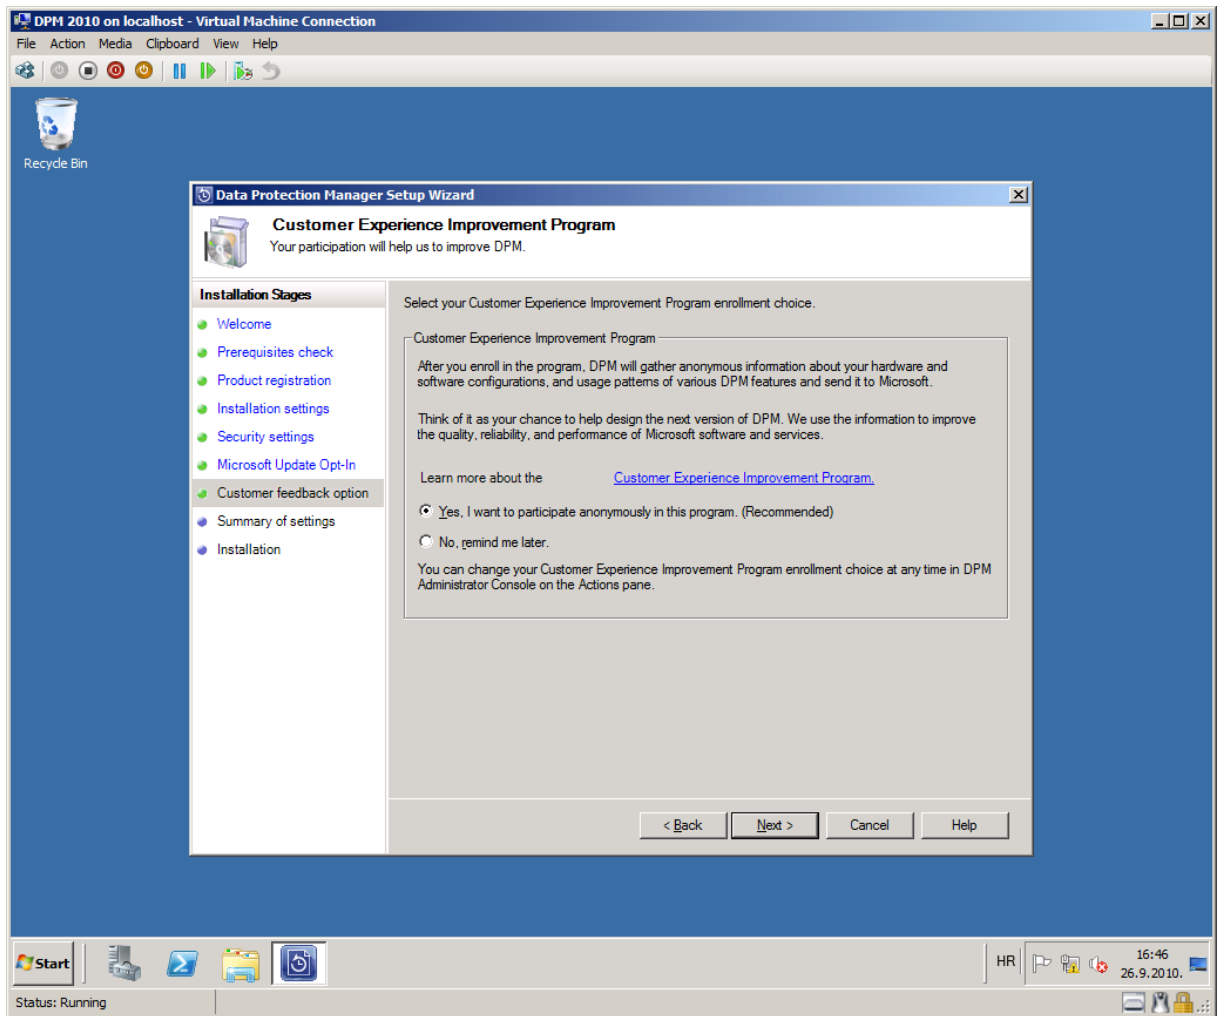 DPM 2010 on localhost - Virtual Machine Connection
File Action Media Clipboard View Help
Recycle Bin
Data Protection Manager Setup Wizard
Customer Experience Improvement Program
Your participation will help us to improve DPM.
Installation Stages
Welcome
Prerequisites check
Product registration
Installation settings
Security settings
Microsoft Update Opt-In
Customer feedback option
Summary of settings
Installation
Select your Customer Experience Improvement Program enrollment choice.
Customer Experience Improvement Program
After you enroll in the program, DPM will gather anonymous information about your hardware and
software configurations, and usage patterns of various DPM features and send it to Microsoft.
Think of it as your chance to help design the next version of DPM. We use the information to improve
the quality, reliability, and performance of Microsoft software and services.
Learn more about the Customer Experience Improvement Program.
Yes, I want to participate anonymously in this program. (Recommended)
No, remind me later.
You can change your Customer Experience Improvement Program enrollment choice at any time in DPM
Administrator Console on the Actions pane.
< Back Next > Cancel Help
Start
HR
16:46
26.9.2010.
Status: Running